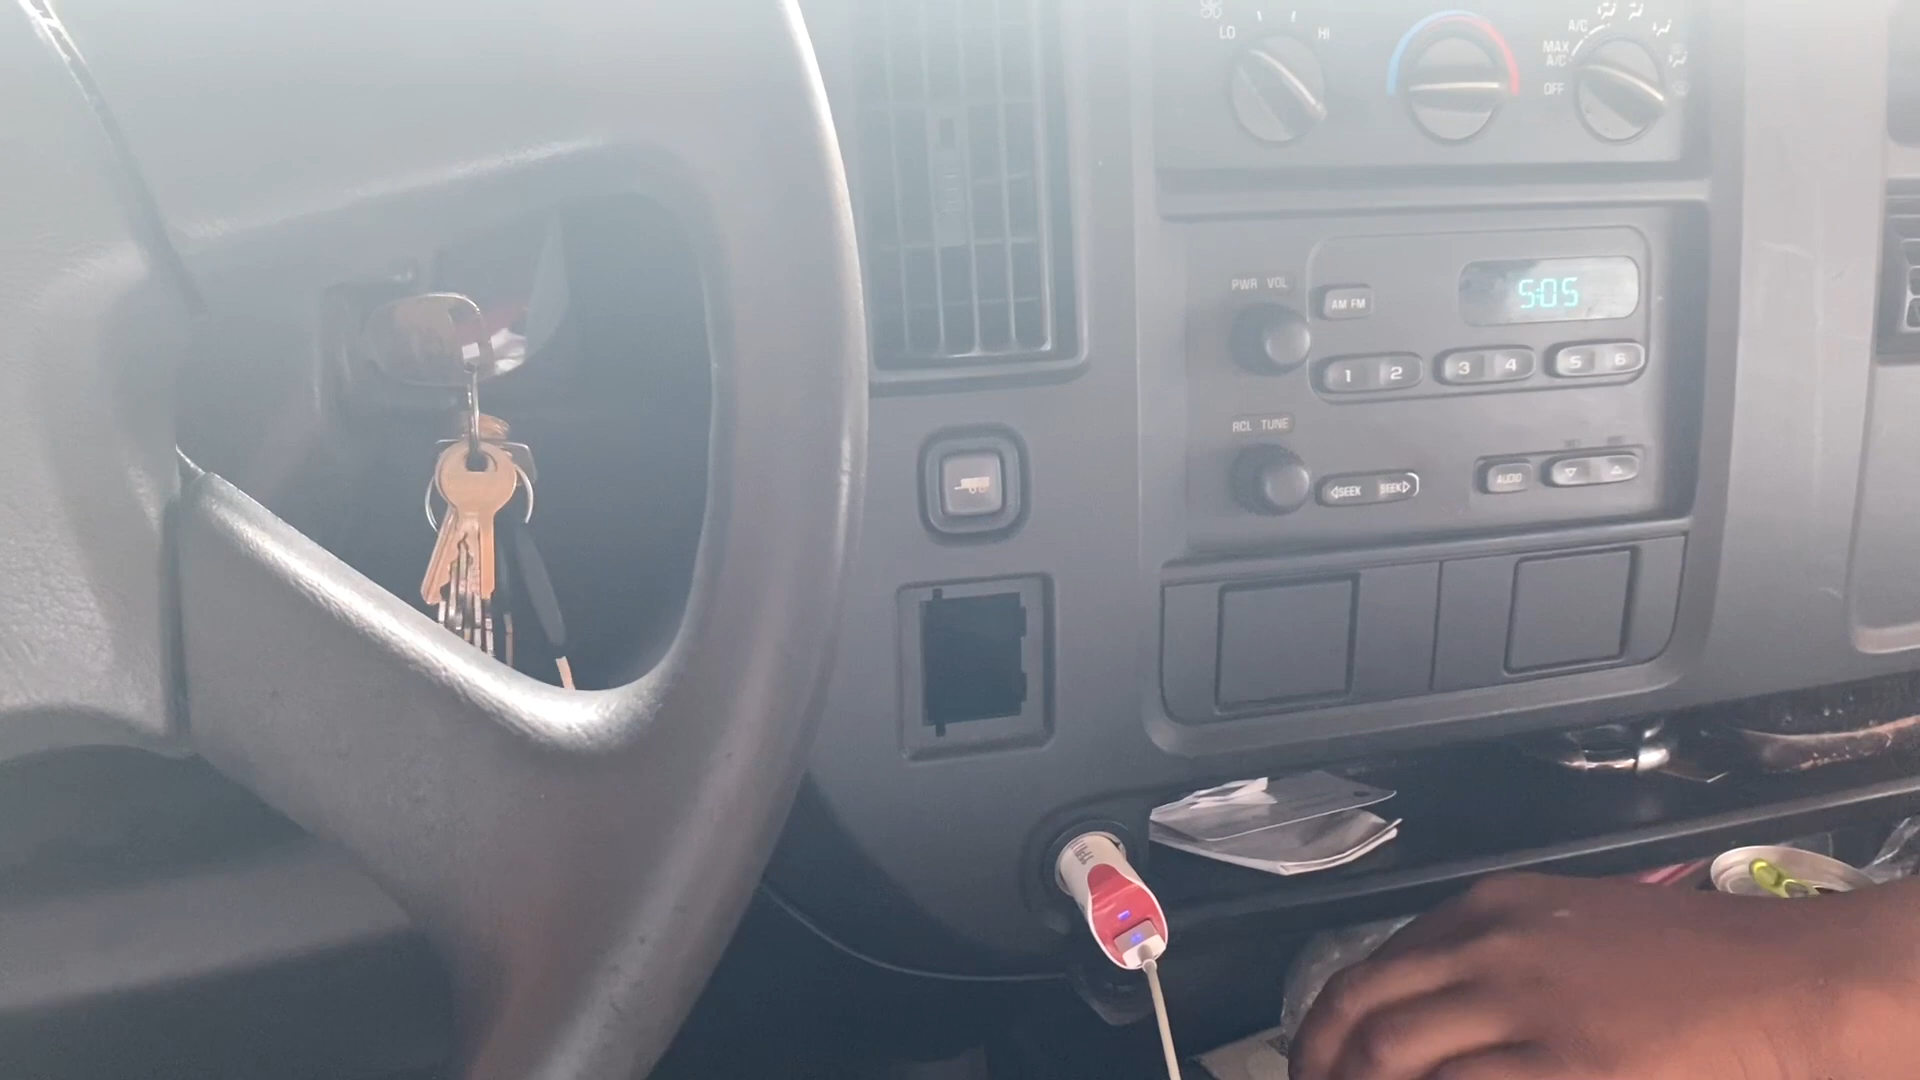 LO HI
A/C
MAX
A/C
OFF
PWR VOL
AM FM
5:05
1 2 3 4 5 6
RCL TUNE
SEEK SEEK
AUDIO